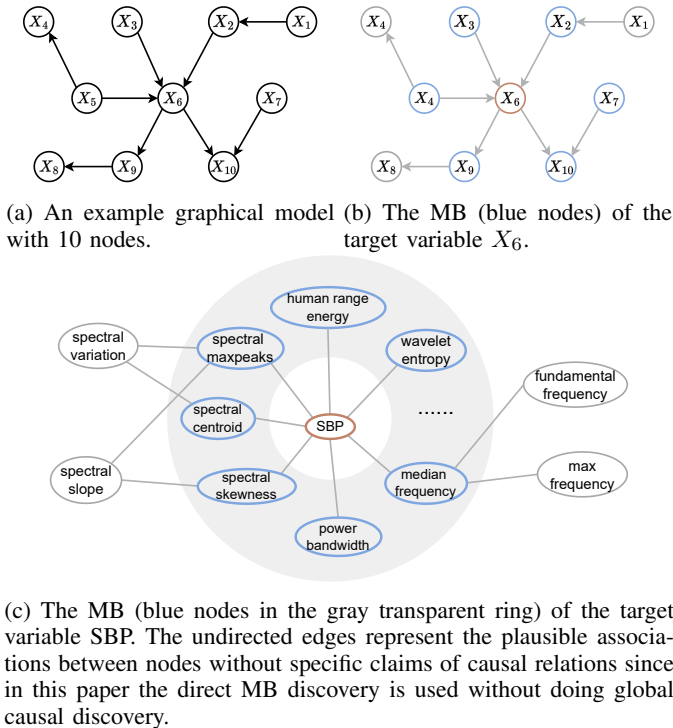 X4 X3 X2 X1
X5 X6 X7
X8 X9 X10
X4 X3 X2 X1
X4 X6 X7
X8 X9 X10
(a) An example graphical model
with 10 nodes.
(b) The MB (blue nodes) of the
target variable X6.
human range
energy
spectral
variation
spectral
maxpeaks
wavelet
entropy
fundamental
frequency
spectral
centroid
SBP
......
spectral
slope
spectral
skewness
median
frequency
max
frequency
power
bandwidth
(c) The MB (blue nodes in the gray transparent ring) of the target
variable SBP. The undirected edges represent the plausible associa-
tions between nodes without specific claims of causal relations since
in this paper the direct MB discovery is used without doing global
causal discovery.